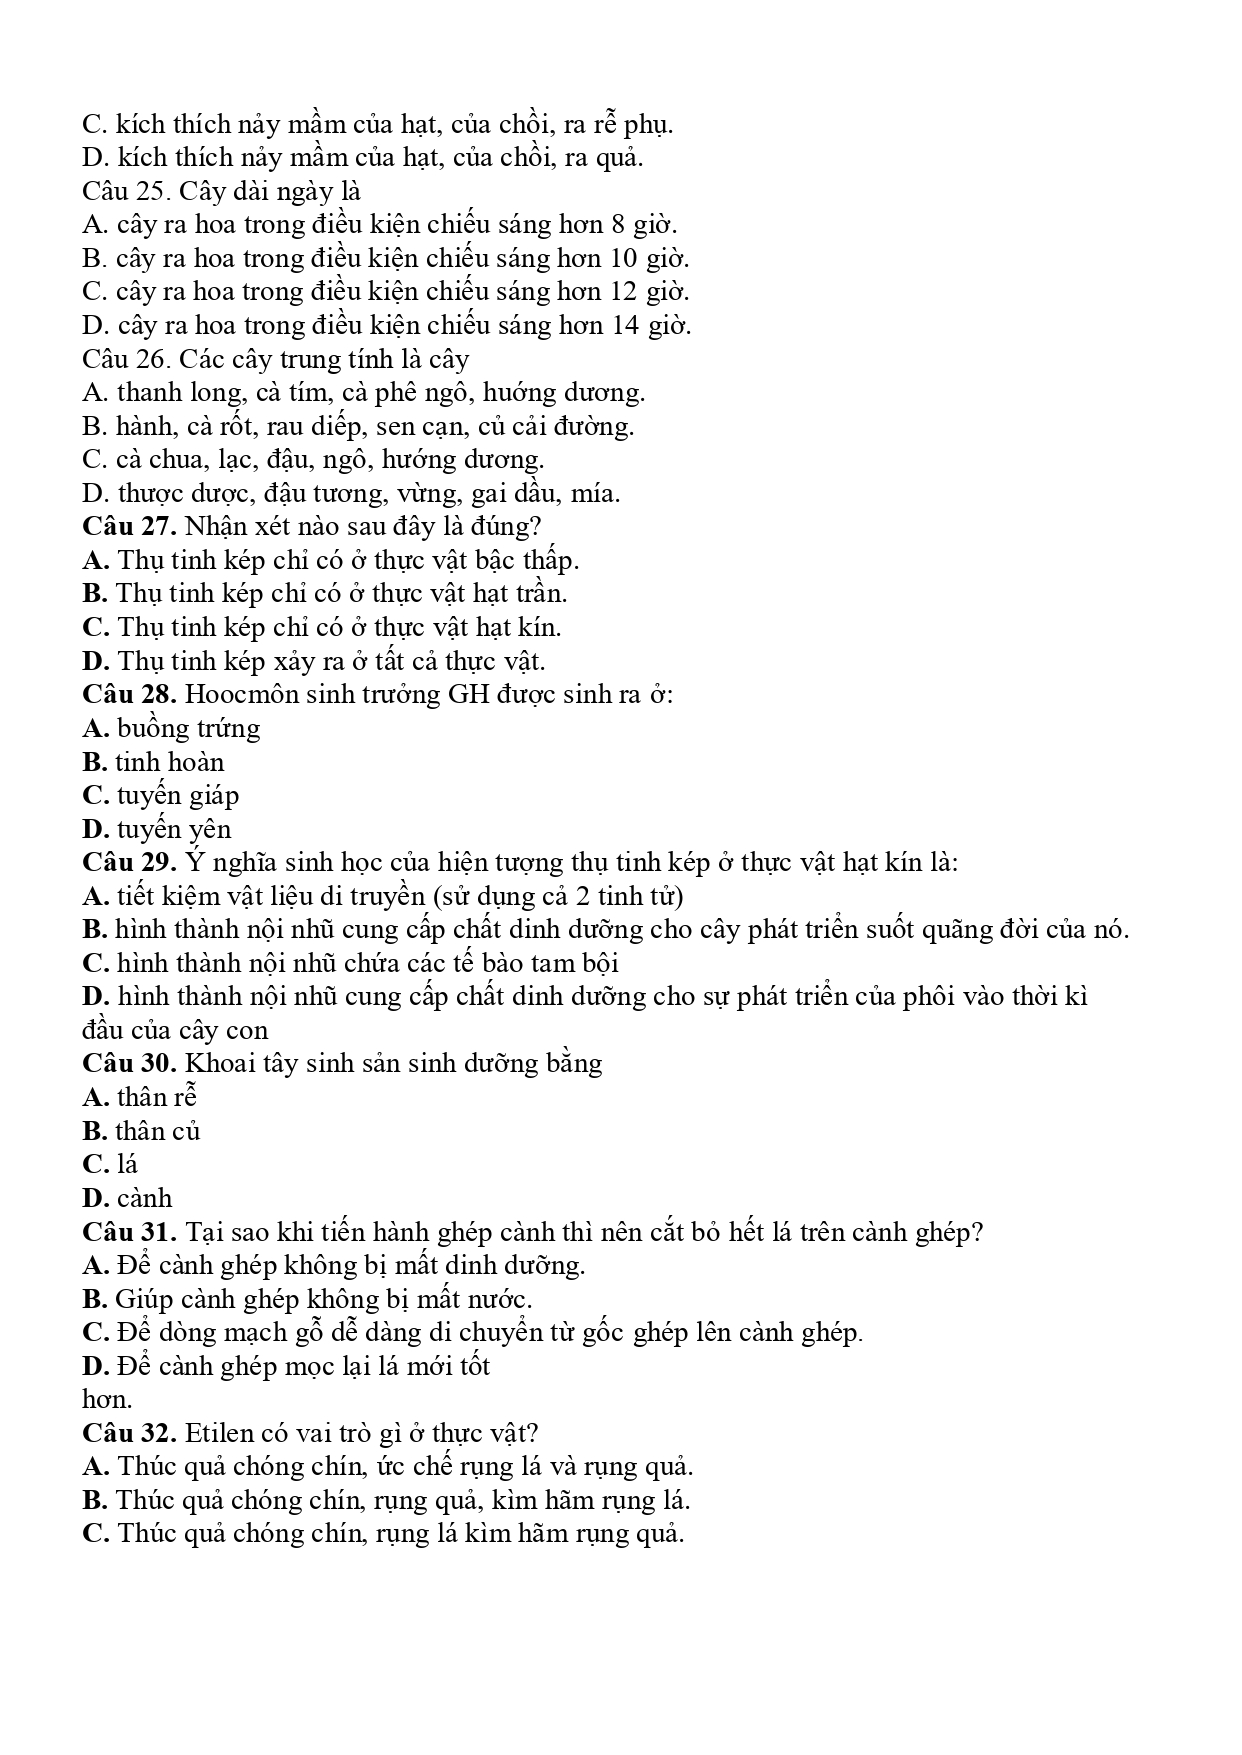 C. kích thích nảy mầm của hạt, của chồi, ra rễ phụ.
D. kích thích nảy mầm của hạt, của chồi, ra quả.
Câu 25. Cây dài ngày là
A. cây ra hoa trong điều kiện chiếu sáng hơn 8 giờ.
B. cây ra hoa trong điều kiện chiếu sáng hơn 10 giờ.
C. cây ra hoa trong điều kiện chiếu sáng hơn 12 giờ.
D. cây ra hoa trong điều kiện chiếu sáng hơn 14 giờ.
Câu 26. Các cây trung tính là cây
A. thanh long, cà tím, cà phê ngô, huớng dương.
B. hành, cà rốt, rau diếp, sen cạn, củ cải đường.
C. cà chua, lạc, đậu, ngô, hướng dương.
D. thược dược, đậu tương, vừng, gai dầu, mía.
Câu 27. Nhận xét nào sau đây là đúng?
A. Thụ tinh kép chỉ có ở thực vật bậc thấp.
B. Thụ tinh kép chỉ có ở thực vật hạt trần.
C. Thụ tinh kép chỉ có ở thực vật hạt kín.
D. Thụ tinh kép xảy ra ở tất cả thực vật.
Câu 28. Hoocmôn sinh trưởng GH được sinh ra ở:
A. buồng trứng
B. tinh hoàn
C. tuyến giáp
D. tuyến yên
Câu 29. Ý nghĩa sinh học của hiện tượng thụ tinh kép ở thực vật hạt kín là:
A. tiết kiệm vật liệu di truyền (sử dụng cả 2 tinh tử)
B. hình thành nội nhũ cung cấp chất dinh dưỡng cho cây phát triển suốt quãng đời của nó.
C. hình thành nội nhũ chứa các tế bào tam bội
D. hình thành nội nhũ cung cấp chất dinh dưỡng cho sự phát triển của phôi vào thời kì
đầu của cây con
Câu 30. Khoai tây sinh sản sinh dưỡng bằng
A. thân rễ
B. thân củ
C. lá
D. cành
Câu 31. Tại sao khi tiến hành ghép cành thì nên cắt bỏ hết lá trên cành ghép?
A. Để cành ghép không bị mất dinh dưỡng.
B. Giúp cành ghép không bị mất nước.
C. Để dòng mạch gỗ dễ dàng di chuyển từ gốc ghép lên cành ghép.
D. Để cành ghép mọc lại lá mới tốt
hơn.
Câu 32. Etilen có vai trò gì ở thực vật?
A. Thúc quả chóng chín, ức chế rụng lá và rụng quả.
B. Thúc quả chóng chín, rụng quả, kìm hãm rụng lá.
C. Thúc quả chóng chín, rụng lá kìm hãm rụng quả.